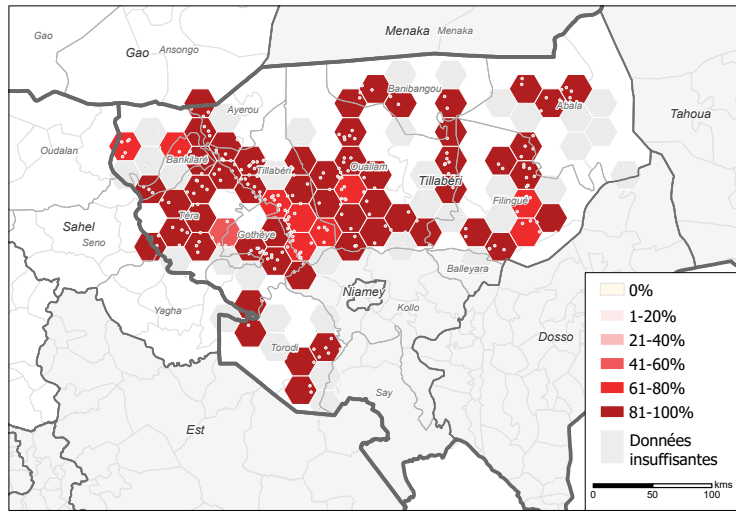 Menaka
Menaka
Gao
Gao
Ansongo
Banibangou
Abala
Tahoua
Ayerou
Oudalan
Bankilaré
Tillabéri
Ouallam
Tillabéri
Filingué
Téra
Sahel
Seno
Gothèye
Balleyara
Niamey
Yagha
Kollo
Dosso
Torodi
Say
Est
0%
1-20%
21-40%
41-60%
61-80%
81-100%
Données
insuffisantes
kms
0 50 100